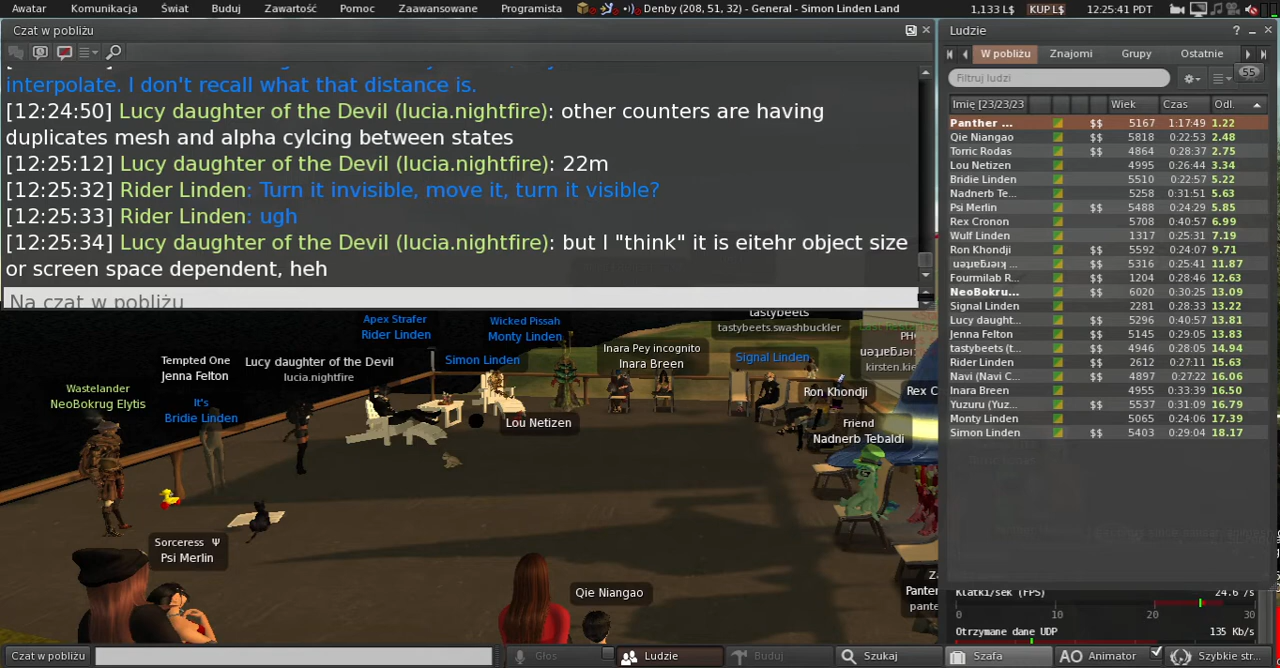 Awatar Komunikacja Świat Buduj Zawartość Pomoc Zaawansowane Programista Denby (208, 51, 32) - General - Simon Linden Land 1,133 L$ KUP L$ 12:25:41 PDT
Czat w pobliżu
interpolate. I don't recall what that distance is.
[12:24:50] Lucy daughter of the Devil (lucia.nightfire): other counters are having
duplicates mesh and alpha cylcing between states
[12:25:12] Lucy daughter of the Devil (lucia.nightfire): 22m
[12:25:32] Rider Linden: Turn it invisible, move it, turn it visible?
[12:25:33] Rider Linden: ugh
[12:25:34] Lucy daughter of the Devil (lucia.nightfire): but I "think" it is eitehr object size
or screen space dependent, heh
Na czat w pobliżu
Ludzie
W pobliżu Znajomi Grupy Ostatnie
Filtruj ludzi
55
Imię [23/23/23 Wiek Czas Odl.
Panther ... $$ 5167 1:17:49 1.22
Qie Niangao $$ 5818 0:22:53 2.48
Torric Rodas $$ 4864 0:28:37 2.75
Lou Netizen 4995 0:26:44 3.34
Bridie Linden 5510 0:22:57 5.22
Nadnerb Te... 5258 0:31:51 5.63
Psi Merlin $$ 5488 0:24:29 5.85
Rex Cronon 5708 0:40:57 6.99
Wulf Linden 1317 0:25:31 7.19
Ron Khondji $$ 5592 0:24:07 9.71
$$ 5316 0:25:41 11.87
Fourmilab R... $$ 1204 0:28:46 12.63
NeoBokru... $$ 6020 0:30:25 13.09
Signal Linden 2281 0:28:33 13.22
Lucy daught... $$ 5296 0:40:57 13.81
Jenna Felton 5145 0:29:05 13.83
tastybeets (t... $$ 4946 0:28:05 14.94
Rider Linden 2612 0:27:11 15.63
Navi (Navi C... $$ 4897 0:27:22 16.06
Inara Breen 4955 0:33:39 16.50
Yuzuru (Yuz... $$ 5537 0:31:09 16.79
Monty Linden 5065 0:24:06 17.39
Simon Linden $$ 5403 0:29:04 18.17
tastybeets
tastybeets.swashbuckler
Apex Strafer
Rider Linden
Wicked Pissah
Monty Linden
Simon Linden
Inara Pey incognito
Inara Breen
Signal Linden
kirsten.kie
Tempted One
Jenna Felton
Lucy daughter of the Devil
lucia.nightfire
Wastelander
NeoBokrug Elytis
It's
Bridie Linden
Ron Khondji
Rex C
Lou Netizen
Friend
Nadnerb Tebaldi
Sorceress Ψ
Psi Merlin
Qie Niangao
Panter
pante
Klatki/sek (FPS) 24.6 /s
0 10 20 30
Otrzymane dane UDP 135 Kb/s
Czat w pobliżu Głos Ludzie Buduj Szukaj Szafa AO Animator Szybkie str...